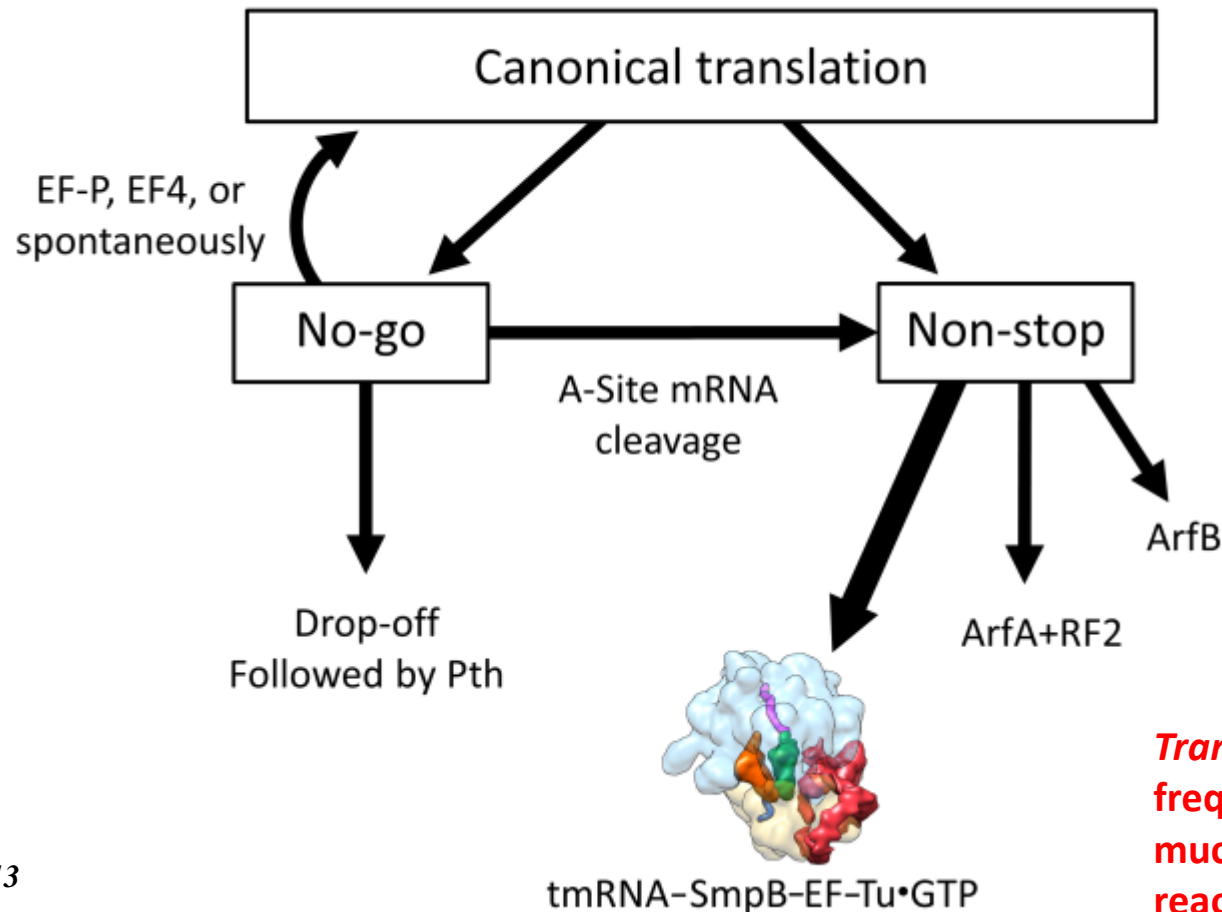 Canonical translation
EF-P, EF4, or
spontaneously
No-go
Non-stop
A-Site mRNA
cleavage
ArfB
Drop-off
Followed by Pth
ArfA+RF2
tmRNA–SmpB–EF–Tu•GTP